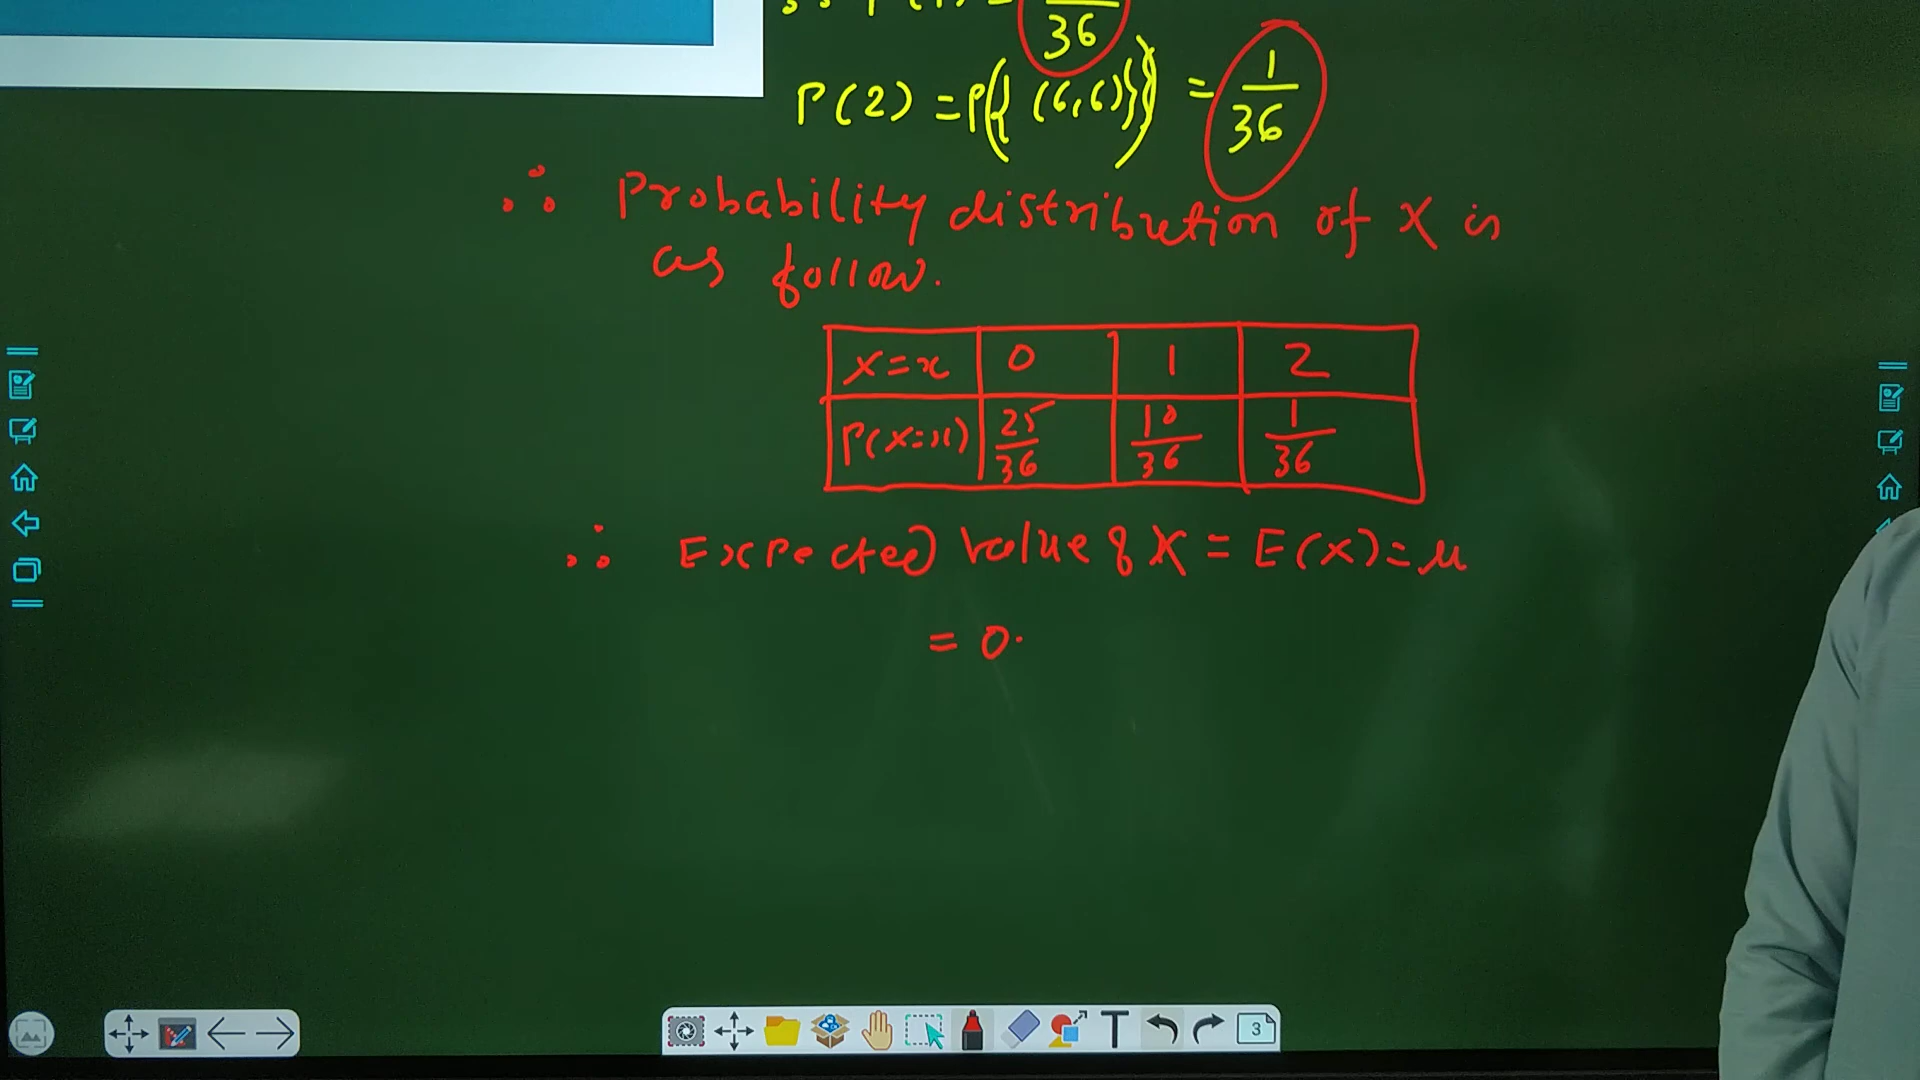 36
P(2) = P({(6,6)}) = 1/36
∴ Probability distribution of X is
as follow.
X=x 0 1 2
P(X=x) 25/36 10/36 1/36
∴ Expected value of X = E(X) = μ
= 0.
3